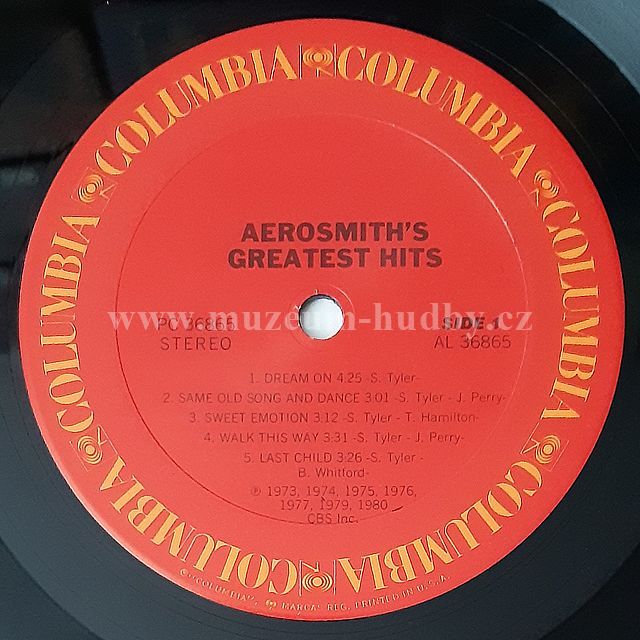 COLUMBIA COLUMBIA COLUMBIA COLUMBIA COLUMBIA COLUMBIA COLUMBIA COLUMBIA
AEROSMITH'S
GREATEST HITS
www.muzeum-hudby.cz
PC 36865 SIDE 1
STEREO AL 36865
1. DREAM ON 4:25 -S. Tyler-
2. SAME OLD SONG AND DANCE 3:01 -S. Tyler - J. Perry-
3. SWEET EMOTION 3:12 -S. Tyler - T. Hamilton-
4. WALK THIS WAY 3:31 -S. Tyler - J. Perry-
5. LAST CHILD 3:26 -S. Tyler -
B. Whitford-
℗ 1973, 1974, 1975, 1976,
1977, 1979, 1980
CBS Inc.
"COLUMBIA", MARCAS REG. PRINTED IN U.S.A.